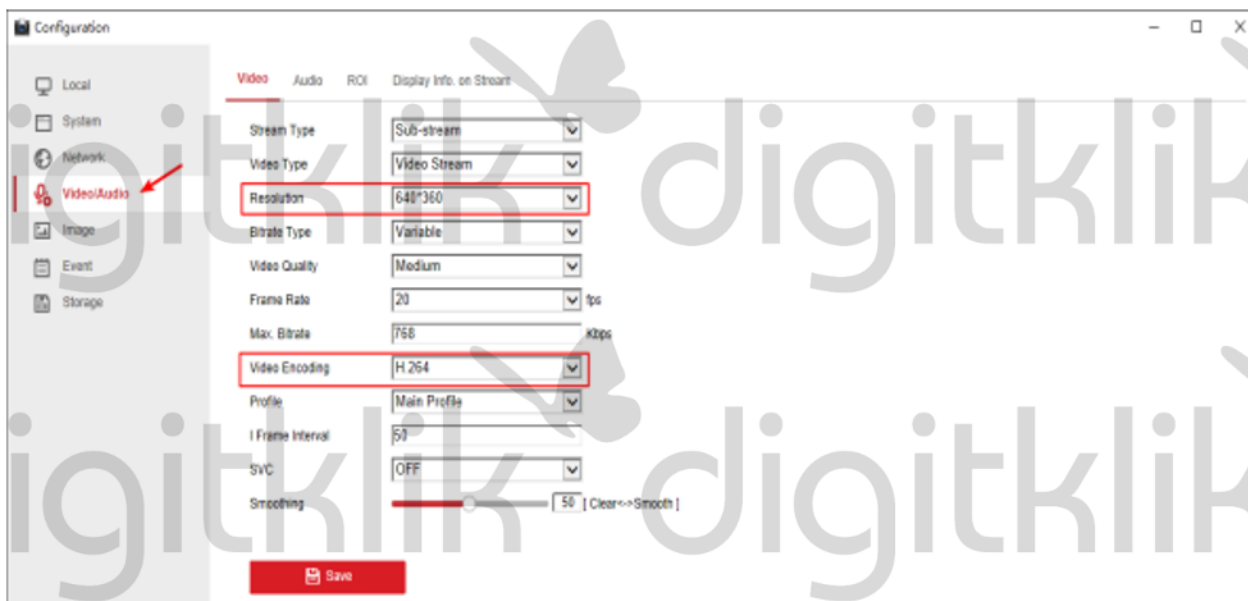 Configuration
Local
System
Network
Video/Audio
Image
Event
Storage
Video Audio ROI Display Info. on Stream
Stream Type Sub-stream
Video Type Video Stream
Resolution 640*360
Bitrate Type Variable
Video Quality Medium
Frame Rate 20 fps
Max. Bitrate 768 Kbps
Video Encoding H.264
Profile Main Profile
I Frame Interval 50
SVC OFF
Smoothing 50 [ Clear<->Smooth ]
Save
igitklik digitklik
igitklik digitklik